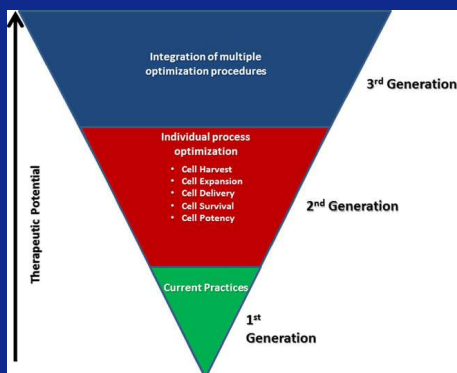 Integration of multiple
optimization procedures
3rd Generation
Individual process
optimization
• Cell Harvest
• Cell Expansion
• Cell Delivery
• Cell Survival
• Cell Potency
2nd Generation
Current Practices
1st
Generation
Therapeutic Potential